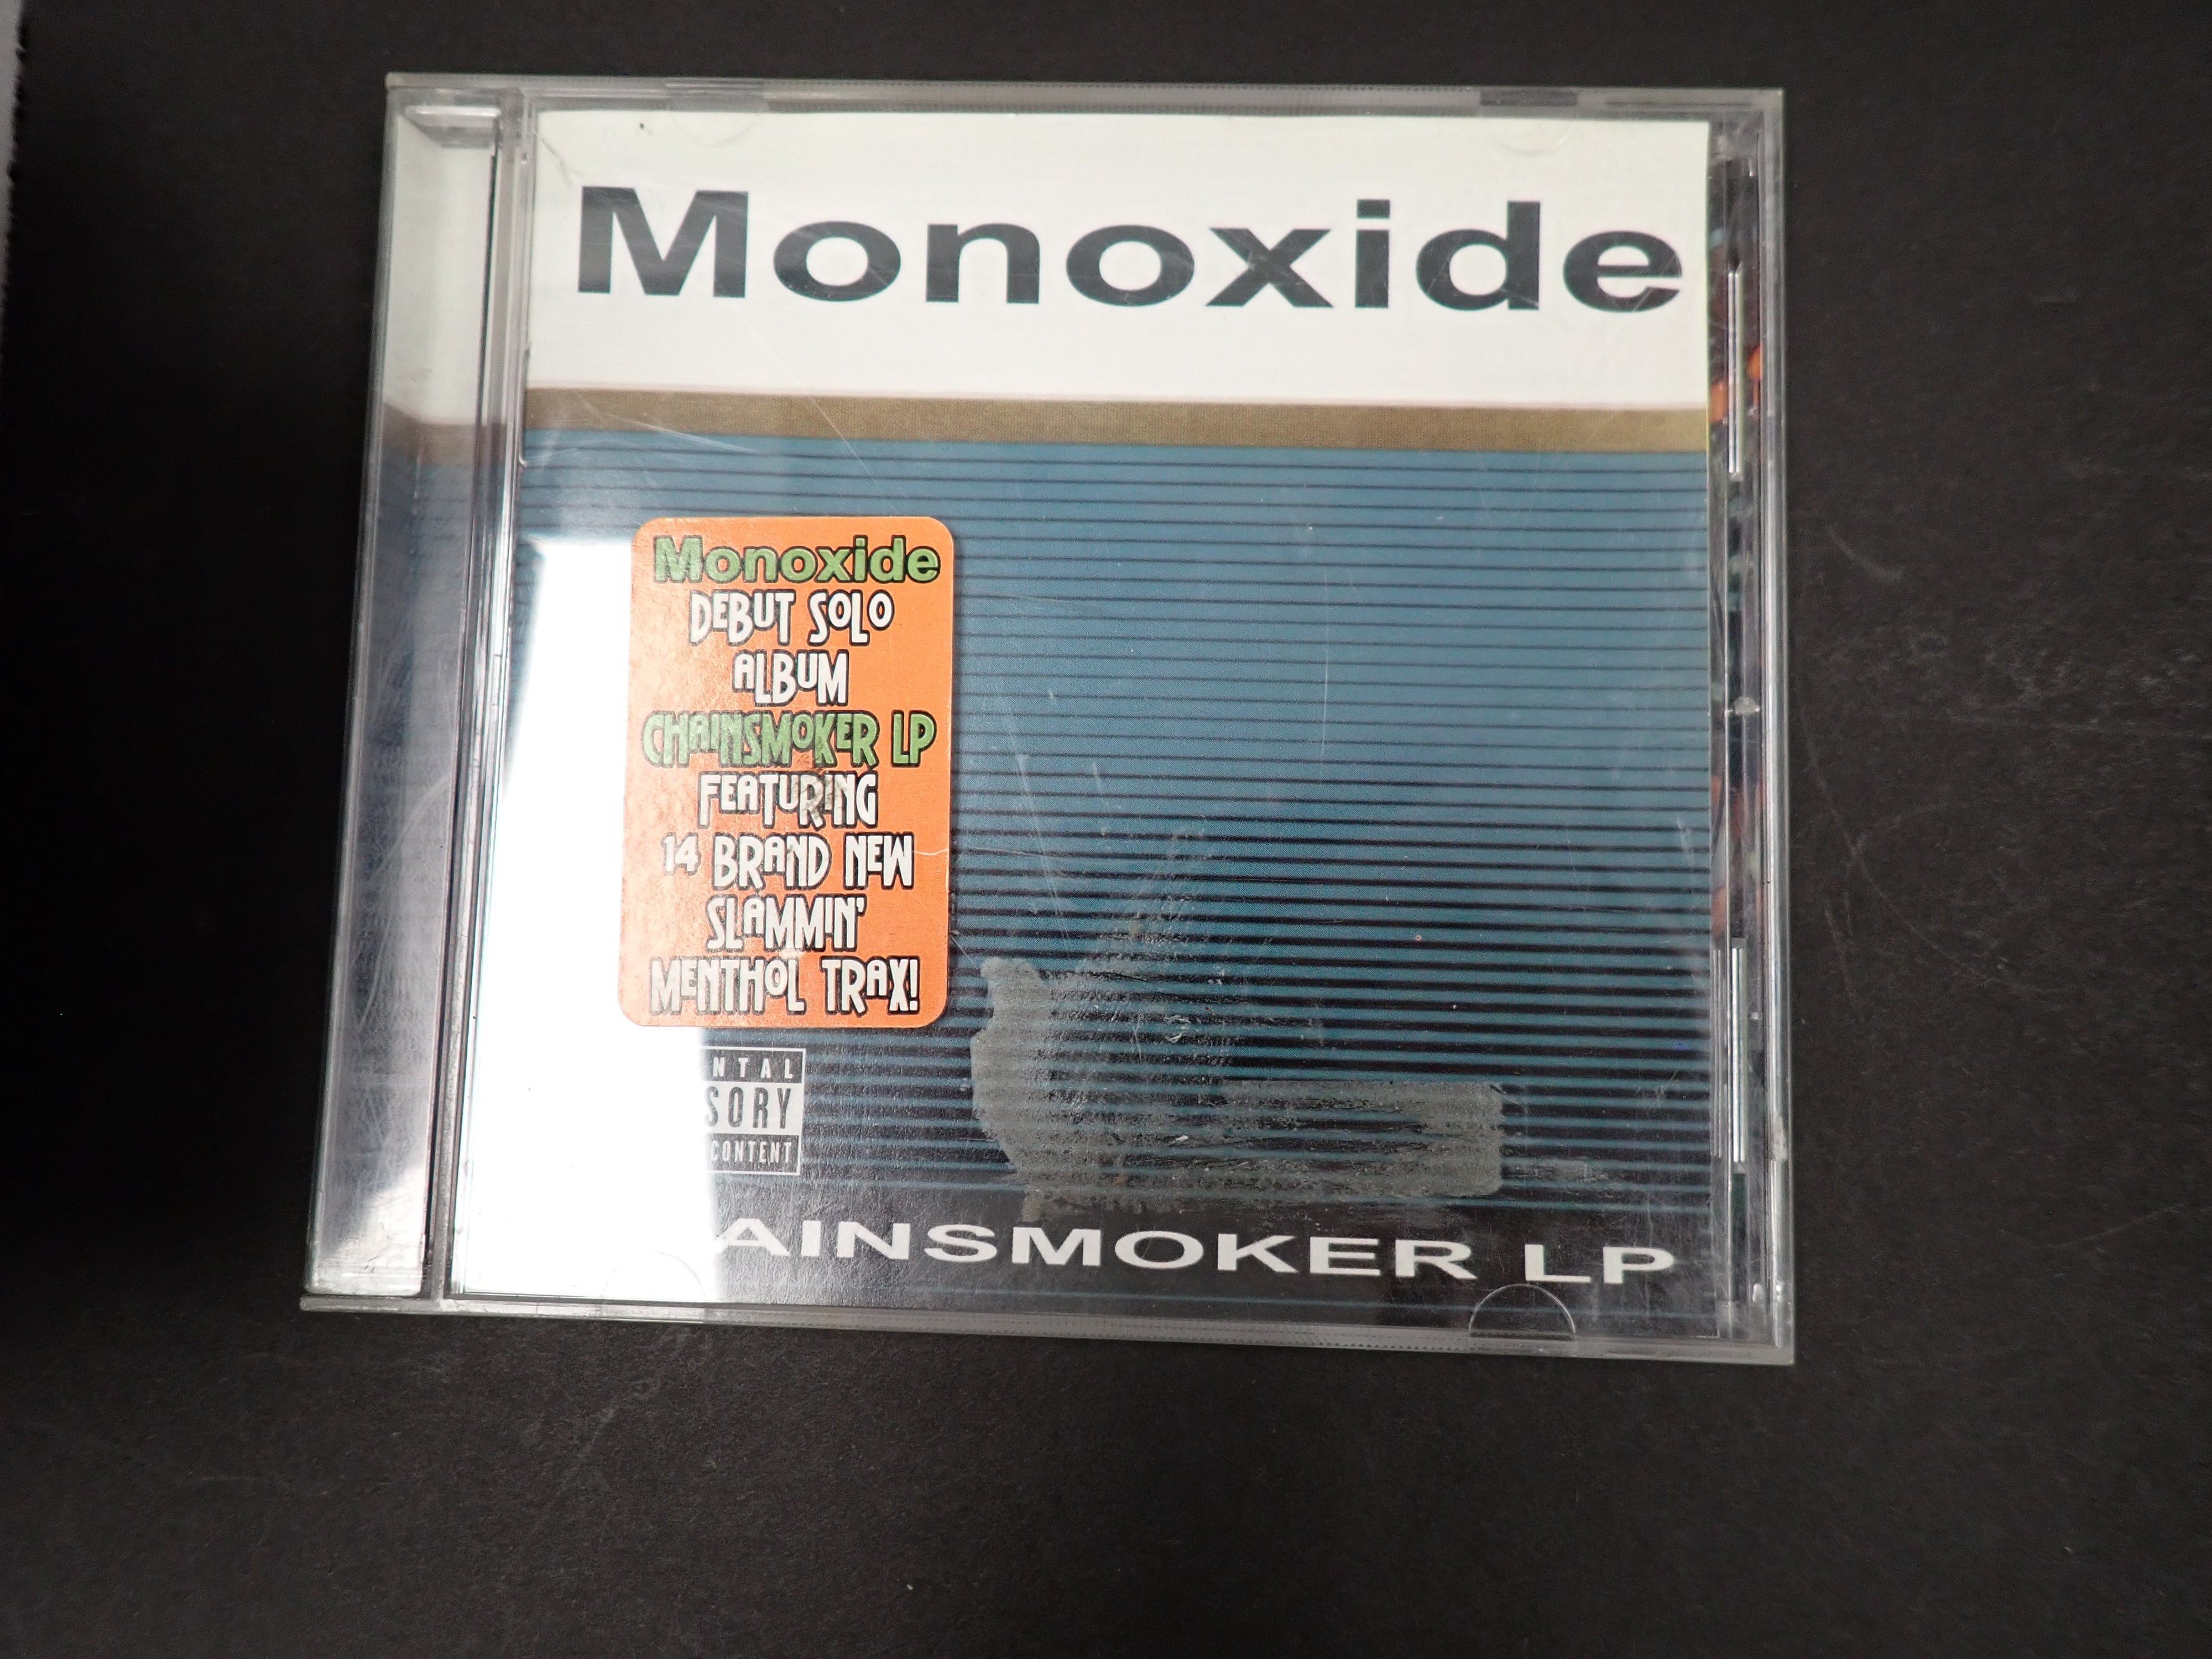 Monoxide
Monoxide
DEBUT SOLO
ALBUM
CHAINSMOKER LP
FEATURING
14 BRAND NEW
SLAMMIN'
MENTHOL TRAX!
NTAL
SORY
CONTENT
AINSMOKER LP